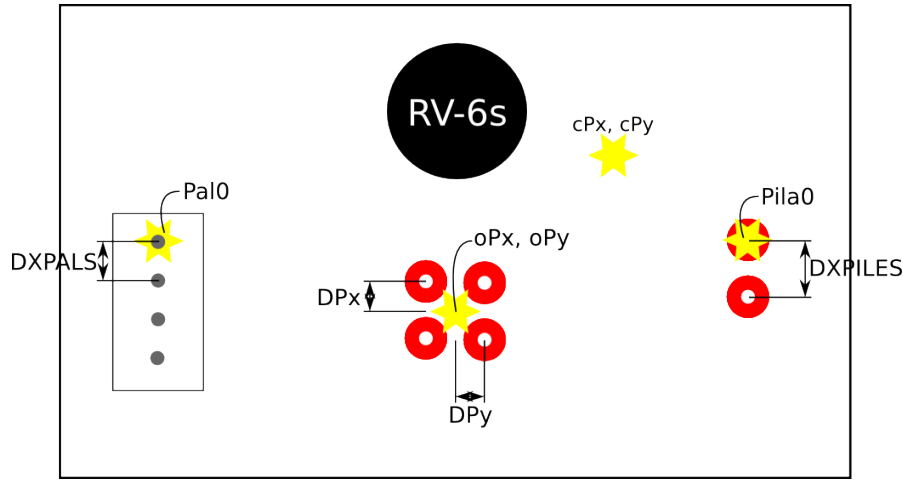 RV-6s
cPx, cPy
Pal0
Pila0
oPx, oPy
DXPALS
DXPILES
DPx
DPy